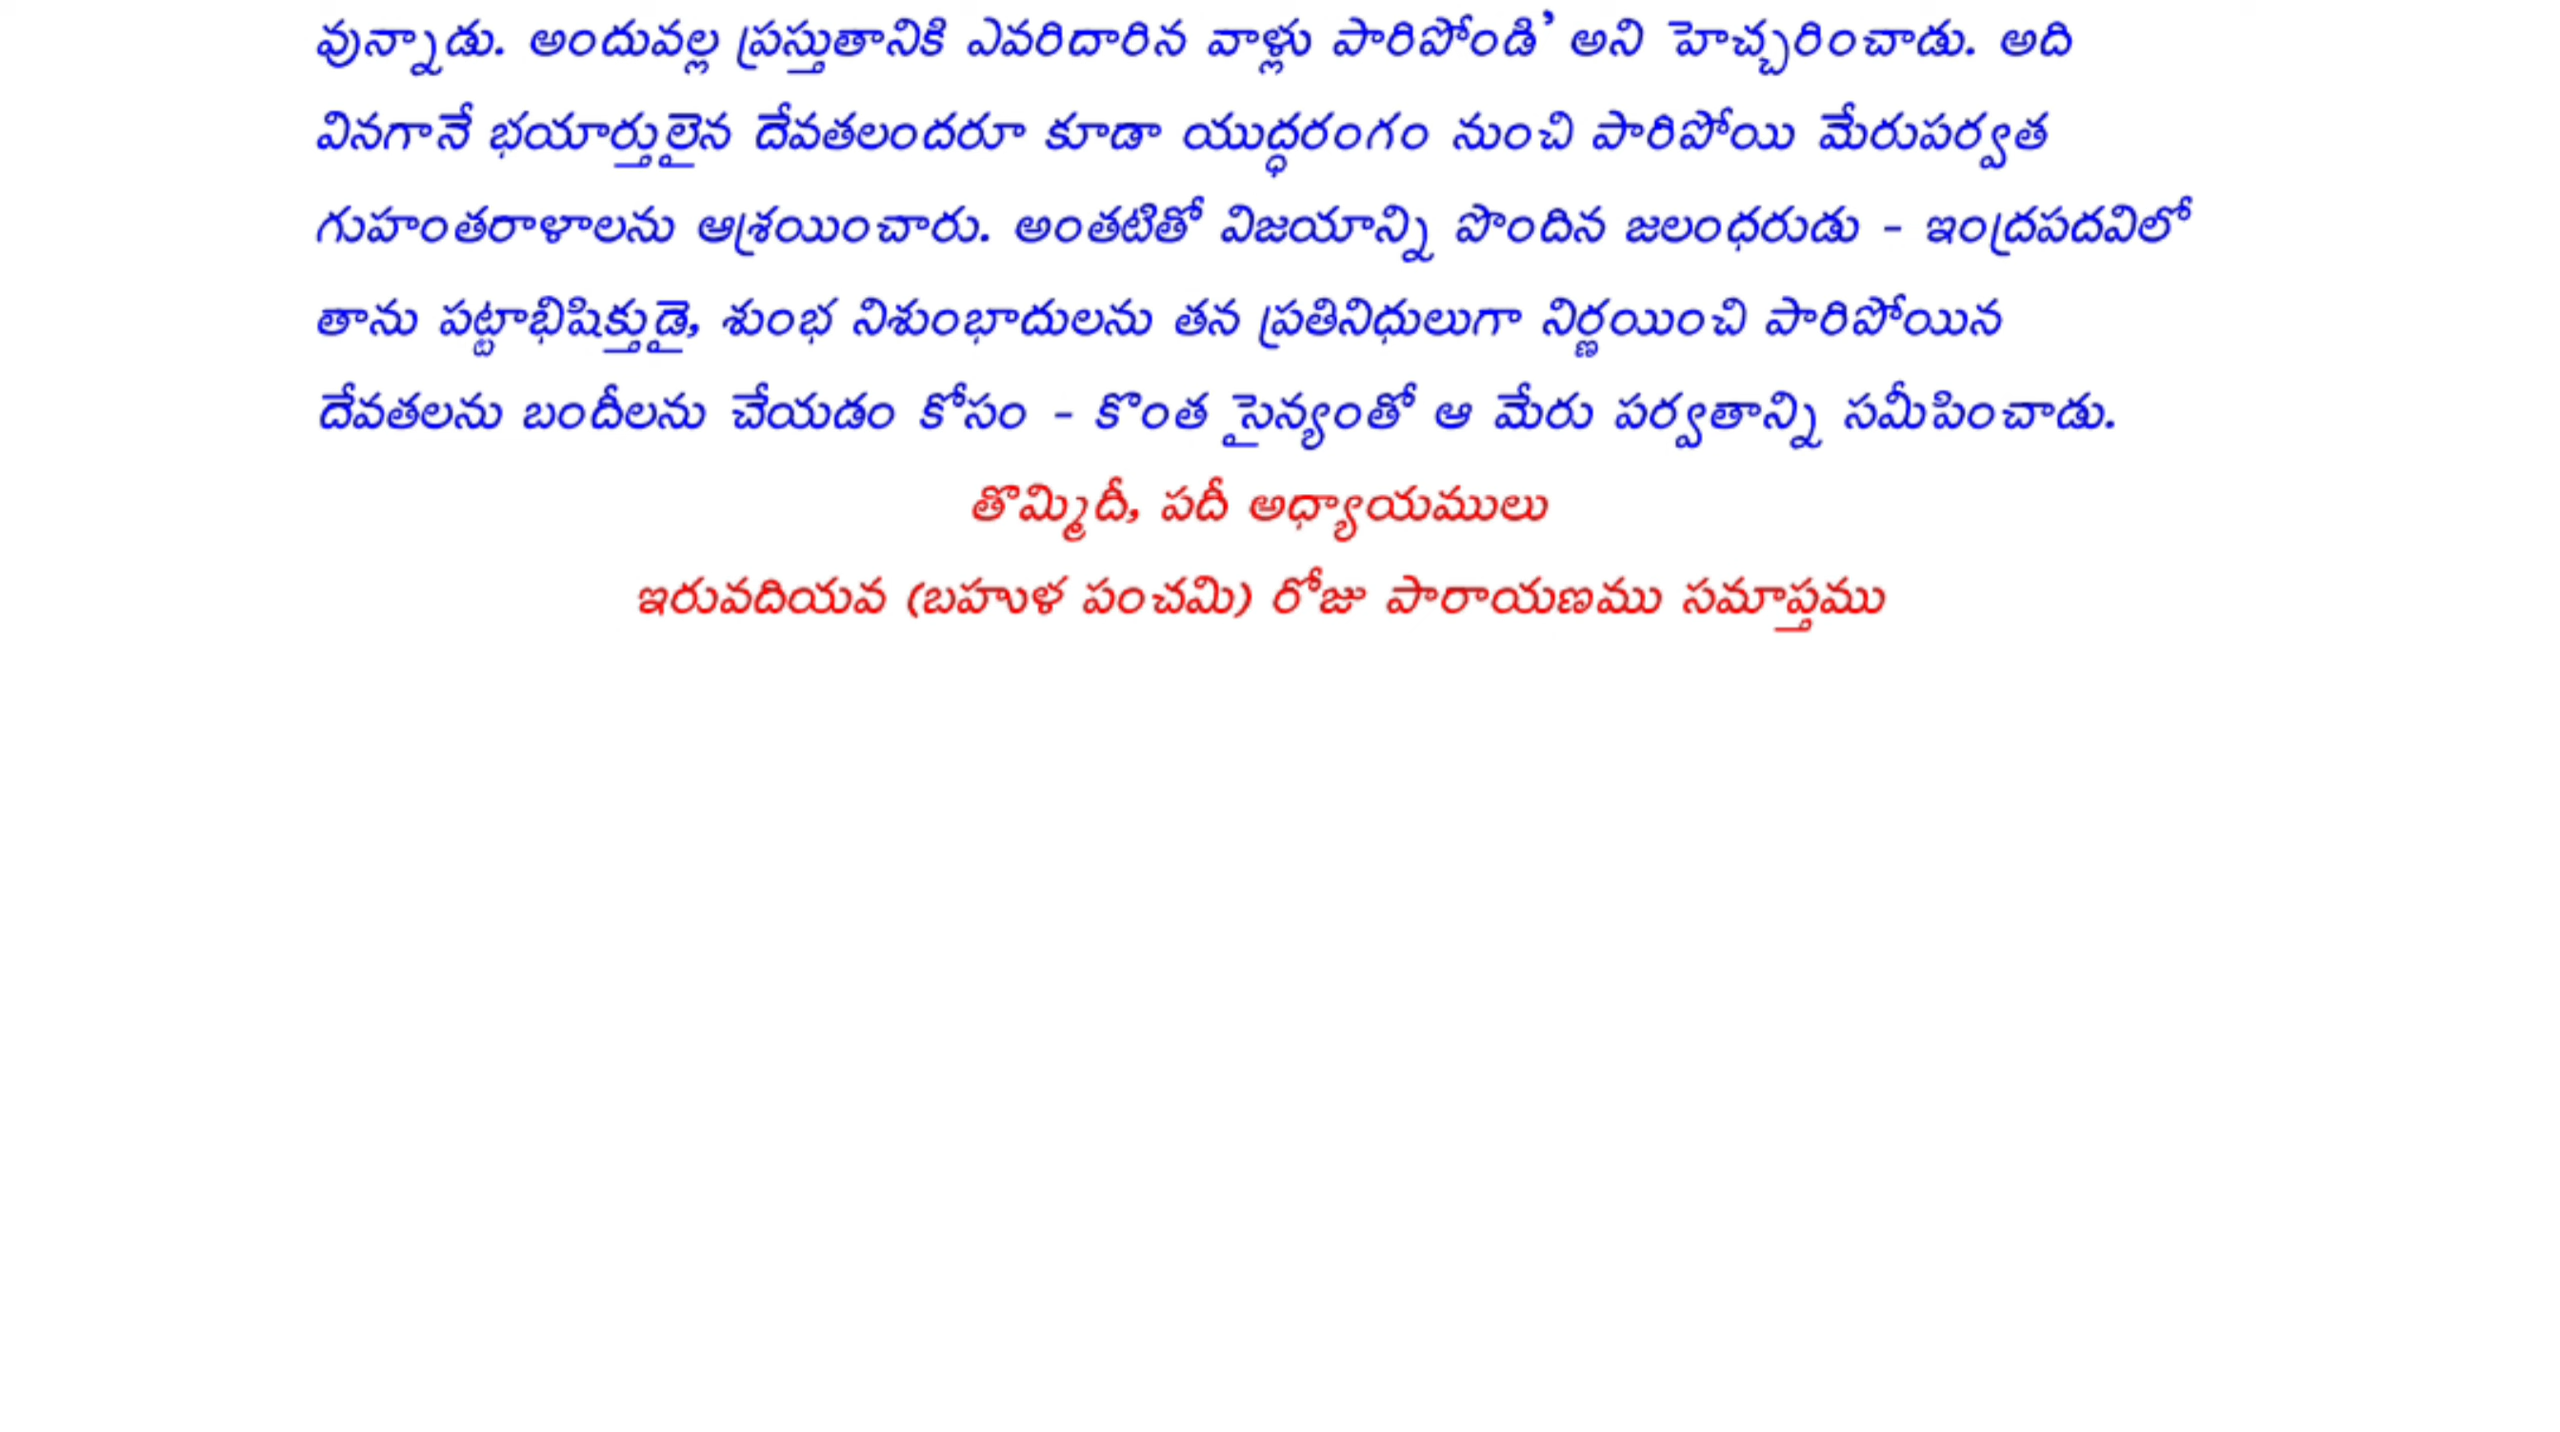 వున్నాడు. అందువల్ల ప్రస్తుతానికి ఎవరిదారిన వాళ్లు పారిపోండి' అని హెచ్చరించాడు. అది
వినగానే భయార్తులైన దేవతలందరూ కూడా యుద్ధరంగం నుంచి పారిపోయి మేరుపర్వత
గుహంతరాళాలను ఆశ్రయించారు. అంతటితో విజయాన్ని పొందిన జలంధరుడు - ఇంద్రపదవిలో
తాను పట్టాభిషిక్తుడై, శుంభ నిశుంభాదులను తన ప్రతినిధులుగా నిర్ణయించి పారిపోయిన
దేవతలను బందీలను చేయడం కోసం - కొంత సైన్యంతో ఆ మేరు పర్వతాన్ని సమీపించాడు.
తొమ్మిదీ, పదీ అధ్యాయములు
ఇరువదియవ (బహుళ పంచమి) రోజు పారాయణము సమాప్తము